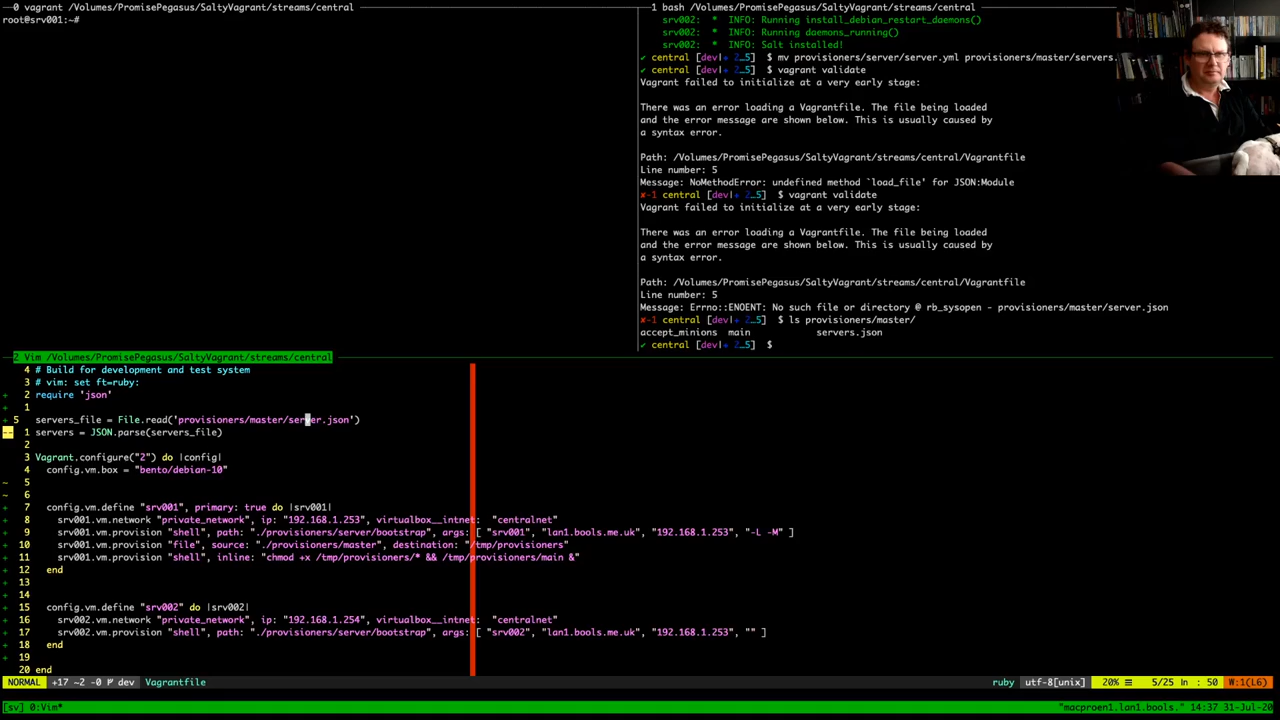 0 vagrant /Volumes/PromisePegasus/SaltyVagrant/streams/central
root@srv001:~#
1 bash /Volumes/PromisePegasus/SaltyVagrant/streams/central
srv002:  *  INFO: Running install_debian_restart_daemons()
srv002:  *  INFO: Running daemons_running()
srv002:  *  INFO: Salt installed!
✔ central [dev|+ 2…5]  $ mv provisioners/server/server.yml provisioners/master/servers.
✔ central [dev|+ 2…5]  $ vagrant validate
Vagrant failed to initialize at a very early stage:
There was an error loading a Vagrantfile. The file being loaded
and the error message are shown below. This is usually caused by
a syntax error.
Path: /Volumes/PromisePegasus/SaltyVagrant/streams/central/Vagrantfile
Line number: 5
Message: NoMethodError: undefined method `load_file' for JSON:Module
✘-1 central [dev|+ 2…5]  $ vagrant validate
Vagrant failed to initialize at a very early stage:
There was an error loading a Vagrantfile. The file being loaded
and the error message are shown below. This is usually caused by
a syntax error.
Path: /Volumes/PromisePegasus/SaltyVagrant/streams/central/Vagrantfile
Line number: 5
Message: Errno::ENOENT: No such file or directory @ rb_sysopen - provisioners/master/server.json
✘-1 central [dev|+ 2…5]  $ ls provisioners/master/
accept_minions  main            servers.json
✔ central [dev|+ 2…5]  $
2 Vim /Volumes/PromisePegasus/SaltyVagrant/streams/central
4 # Build for development and test system
3 # vim: set ft=ruby:
+ 2 require 'json'
+ 1
+ 5  servers_file = File.read('provisioners/master/server.json')
-- 1 servers = JSON.parse(servers_file)
2
3 Vagrant.configure("2") do |config|
4   config.vm.box = "bento/debian-10"
~ 5
~ 6
+ 7   config.vm.define "srv001", primary: true do |srv001|
+ 8     srv001.vm.network "private_network", ip: "192.168.1.253", virtualbox__intnet: "centralnet"
+ 9     srv001.vm.provision "shell", path: "./provisioners/server/bootstrap", args: [ "srv001", "lan1.bools.me.uk", "192.168.1.253", "-L -M" ]
+ 10     srv001.vm.provision "file", source: "./provisioners/master", destination: "/tmp/provisioners"
+ 11     srv001.vm.provision "shell", inline: "chmod +x /tmp/provisioners/* && /tmp/provisioners/main &"
+ 12   end
+ 13
+ 14
+ 15   config.vm.define "srv002" do |srv002|
+ 16     srv002.vm.network "private_network", ip: "192.168.1.254", virtualbox__intnet: "centralnet"
+ 17     srv002.vm.provision "shell", path: "./provisioners/server/bootstrap", args: [ "srv002", "lan1.bools.me.uk", "192.168.1.253", "" ]
+ 18   end
+ 19
20 end
NORMAL  +17 ~2 -0 dev  Vagrantfile  ruby  utf-8[unix]  20% ☰  5/25 ln : 50  W:1(L6)
[sv] 0:Vim*  "macproen1.lan1.bools." 14:37 31-Jul-20